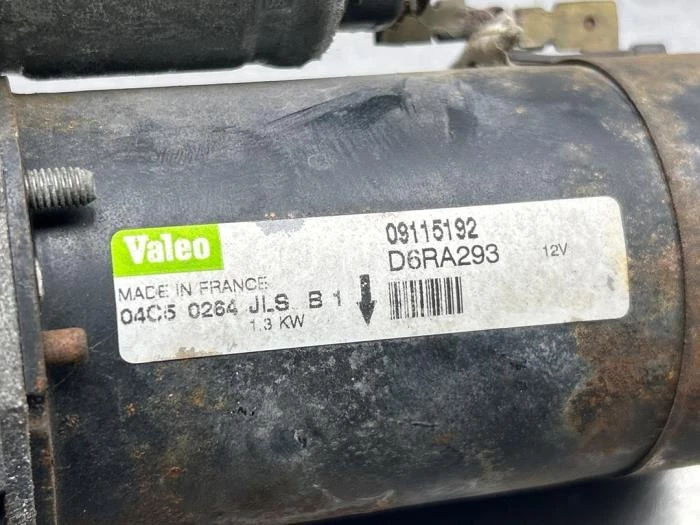 Valeo
09115192
D6RA293 12V
MADE IN FRANCE
04C5 0264 JLS B 1
1.3 KW